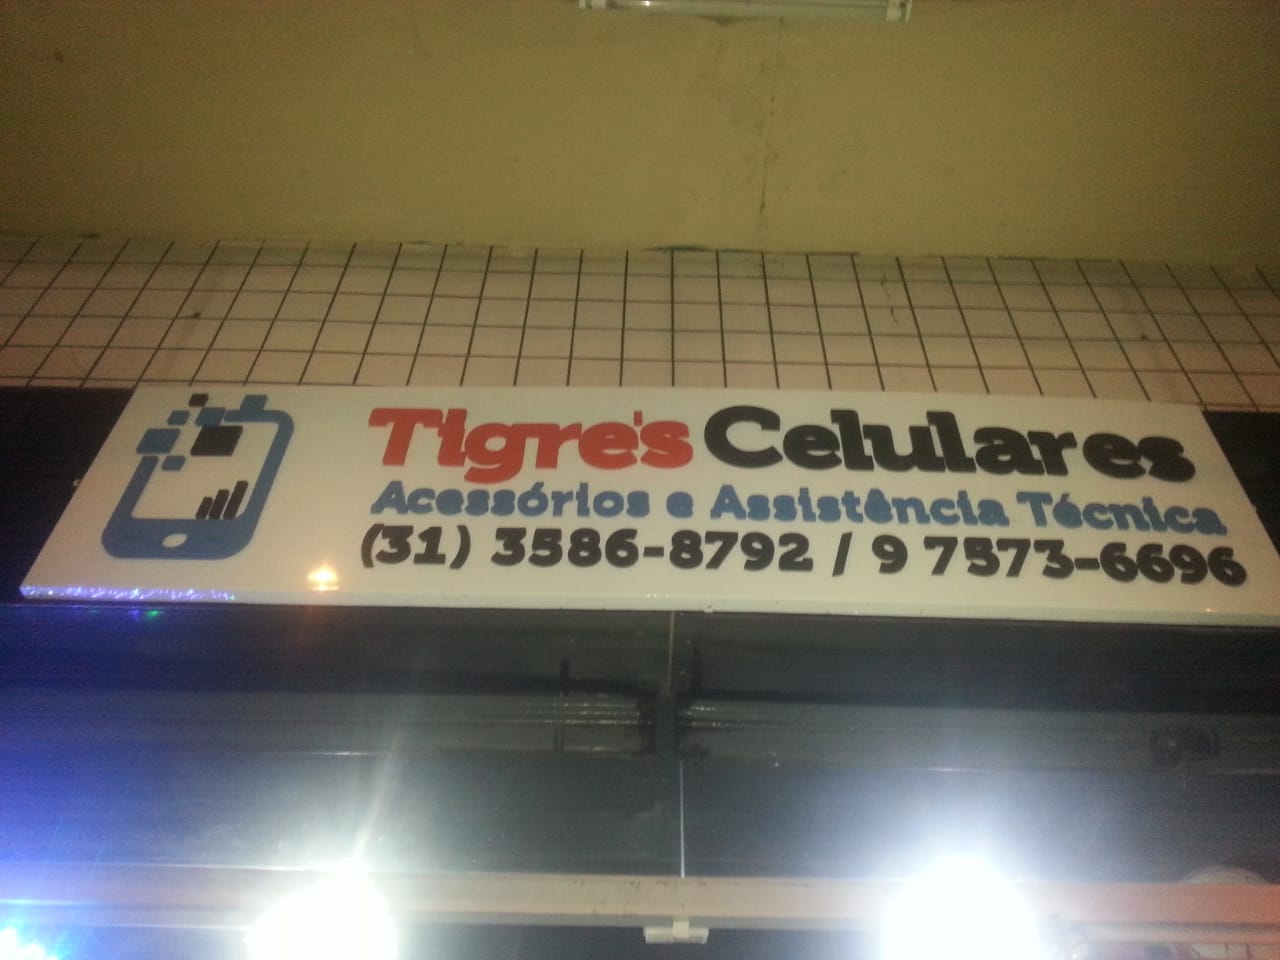 Tigre's Celulares
Acessórios e Assistência Técnica
(31) 3586-8792 / 9 7573-6696